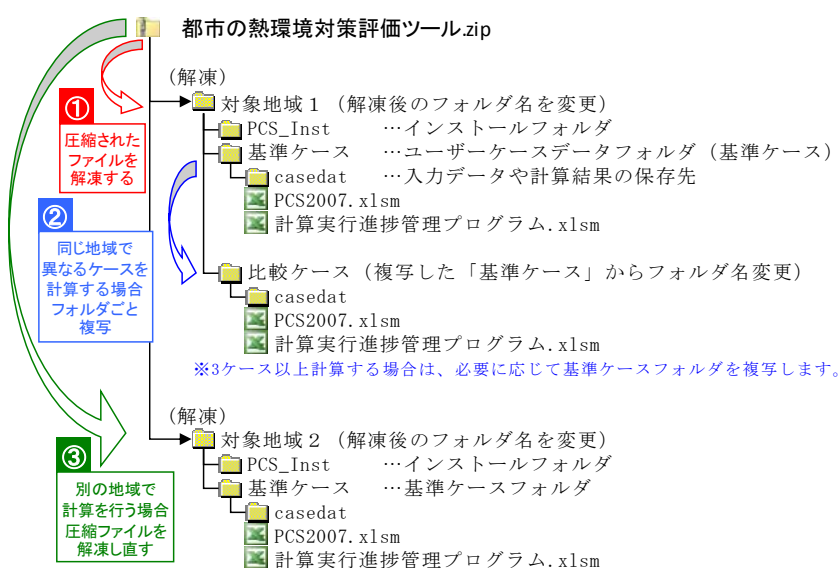 都市の熱環境対策評価ツール.zip
(解凍)
対象地域１（解凍後のフォルダ名を変更）
①
圧縮された
ファイルを
解凍する
PCS_Inst …インストールフォルダ
基準ケース …ユーザーケースデータフォルダ（基準ケース）
casedat …入力データや計算結果の保存先
PCS2007.xlsm
計算実行進捗管理プログラム.xlsm
②
同じ地域で
異なるケースを
計算する場合
フォルダごと
複写
比較ケース（複写した「基準ケース」からフォルダ名変更）
casedat
PCS2007.xlsm
計算実行進捗管理プログラム.xlsm
※3ケース以上計算する場合は、必要に応じて基準ケースフォルダを複写します。
(解凍)
対象地域２（解凍後のフォルダ名を変更）
③
別の地域で
計算を行う場合
圧縮ファイルを
解凍し直す
PCS_Inst …インストールフォルダ
基準ケース …基準ケースフォルダ
casedat
PCS2007.xlsm
計算実行進捗管理プログラム.xlsm